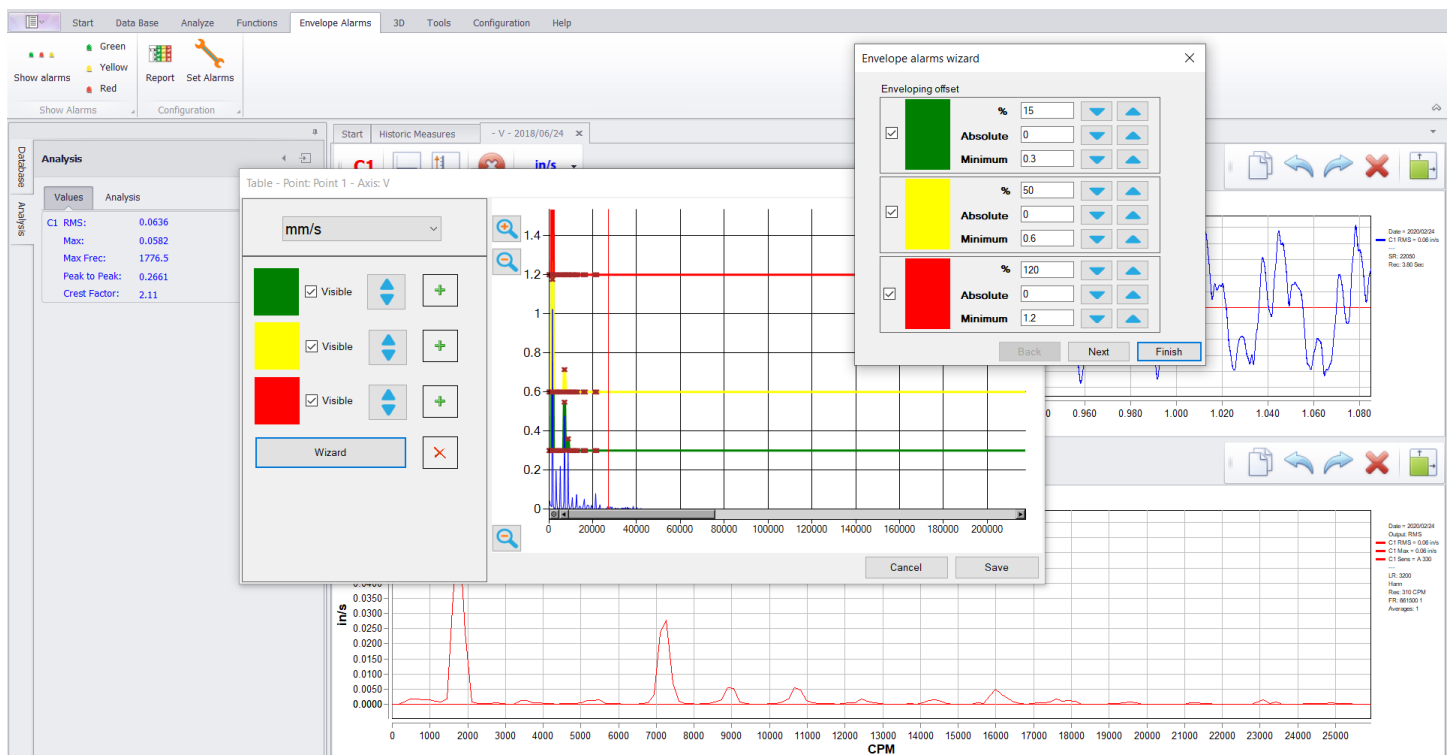 Start Data Base Analyze Functions Envelope Alarms 3D Tools Configuration Help
Show alarms
Green
Yellow
Red
Report Set Alarms
Show Alarms Configuration
Database
Analysis
Analysis
Values Analysis
C1 RMS: 0.0636
Max: 0.0582
Max Frec: 1776.5
Peak to Peak: 0.2661
Crest Factor: 2.11
Start Historic Measures - V - 2018/06/24
C1 in/s
Table - Point: Point 1 - Axis: V
mm/s
Visible
Visible
Visible
Wizard
1.4
1.2
1
0.8
0.6
0.4
0.2
0
0 20000 40000 60000 80000 100000 120000 140000 160000 180000 200000
Cancel Save
Envelope alarms wizard
Enveloping offset
% 15
Absolute 0
Minimum 0.3
% 50
Absolute 0
Minimum 0.6
% 120
Absolute 0
Minimum 1.2
Back Next Finish
Date = 2020/02/24
C1 RMS = 0.06 in/s
SR: 22050
Rec: 3.80 Sec
0 0.960 0.980 1.000 1.020 1.040 1.060 1.080
Date = 2020/02/24
Output: RMS
C1 RMS = 0.06 in/s
C1 Max = 0.06 in/s
C1 Sens = A 330
LR: 3200
Hann
Res: 310 CPM
FR: 661500 1
Averages: 1
in/s
0.0400
0.0350
0.0300
0.0250
0.0200
0.0150
0.0100
0.0050
0.0000
0 1000 2000 3000 4000 5000 6000 7000 8000 9000 10000 11000 12000 13000 14000 15000 16000 17000 18000 19000 20000 21000 22000 23000 24000 25000
CPM